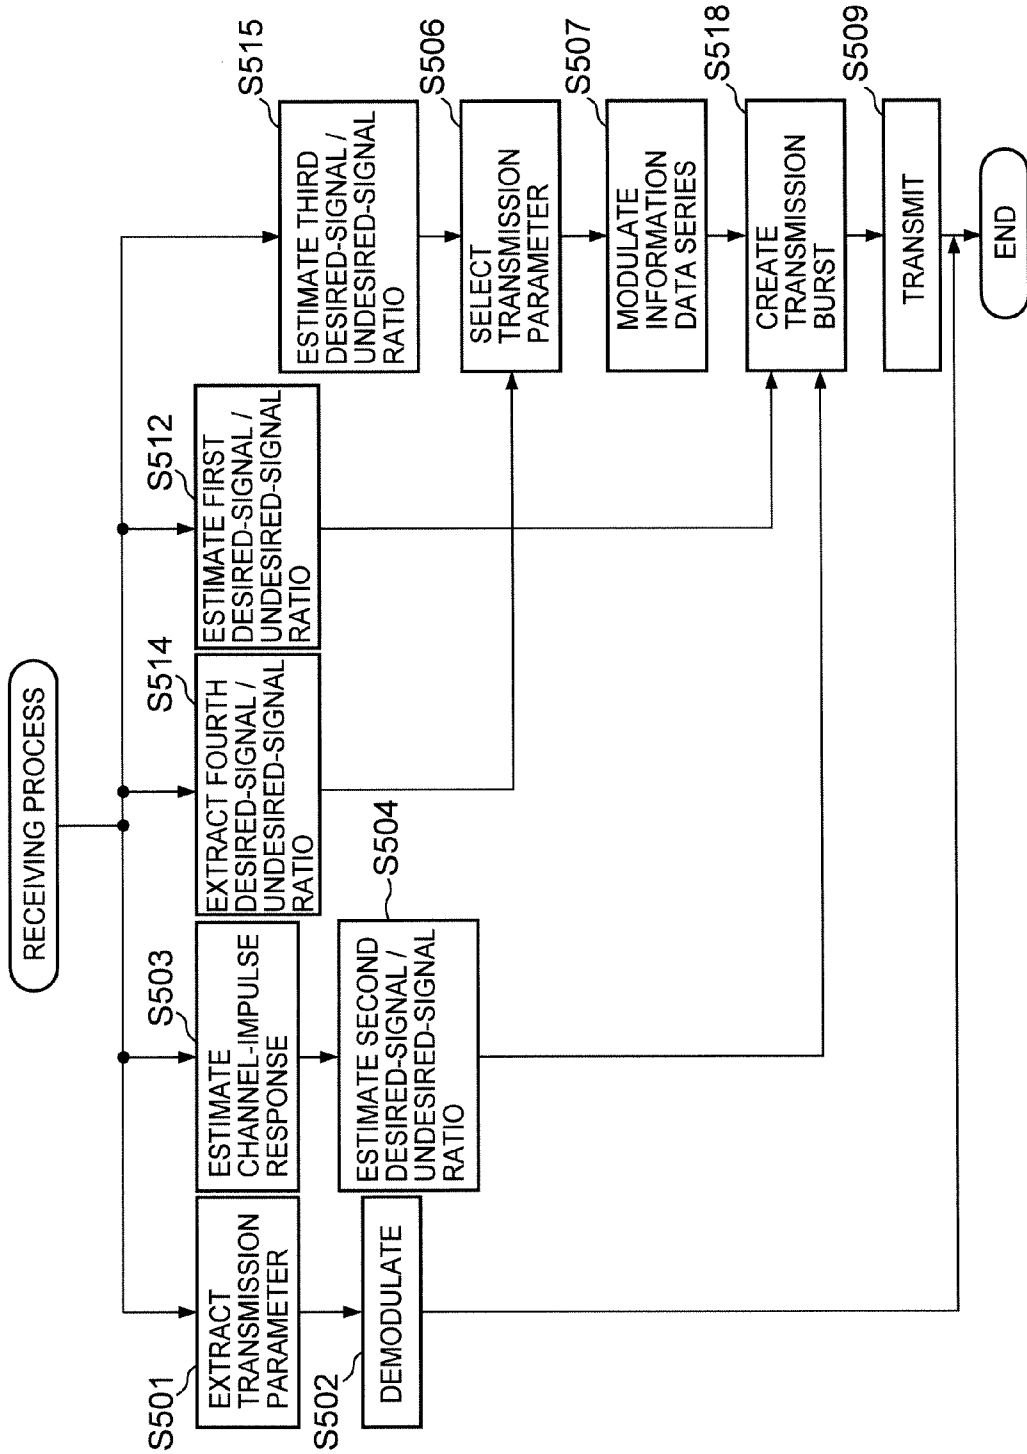 RECEIVING PROCESS
S501
EXTRACT
TRANSMISSION
PARAMETER
S502
DEMODULATE
S503
ESTIMATE
CHANNEL-IMPULSE
RESPONSE
S504
ESTIMATE SECOND
DESIRED-SIGNAL /
UNDESIRED-SIGNAL
RATIO
S514
EXTRACT FOURTH
DESIRED-SIGNAL /
UNDESIRED-SIGNAL
RATIO
S512
ESTIMATE FIRST
DESIRED-SIGNAL /
UNDESIRED-SIGNAL
RATIO
S515
ESTIMATE THIRD
DESIRED-SIGNAL /
UNDESIRED-SIGNAL
RATIO
S506
SELECT
TRANSMISSION
PARAMETER
S507
MODULATE
INFORMATION
DATA SERIES
S518
CREATE
TRANSMISSION
BURST
S509
TRANSMIT
END